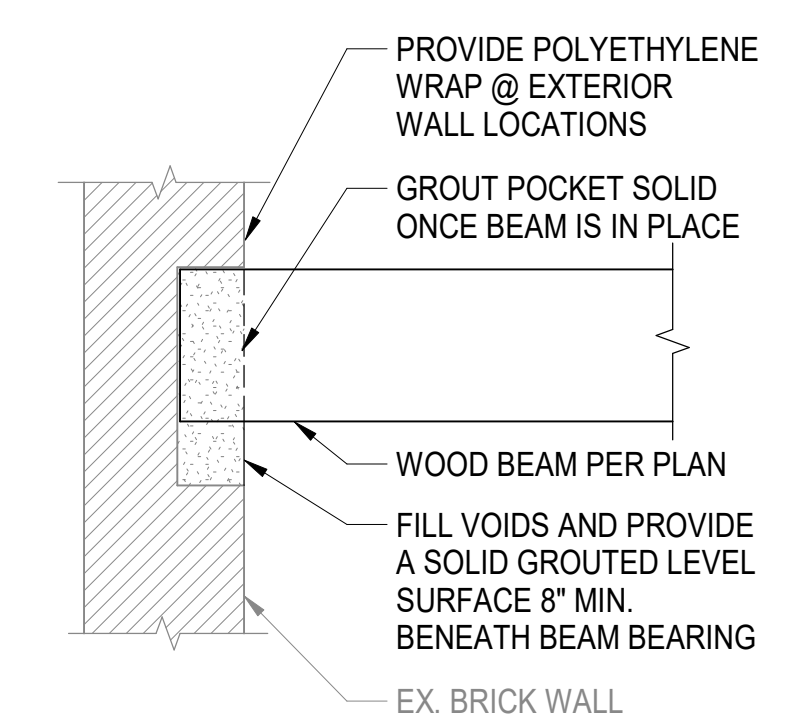 PROVIDE POLYETHYLENE
WRAP @ EXTERIOR
WALL LOCATIONS
GROUT POCKET SOLID
ONCE BEAM IS IN PLACE
WOOD BEAM PER PLAN
FILL VOIDS AND PROVIDE
A SOLID GROUTED LEVEL
SURFACE 8" MIN.
BENEATH BEAM BEARING
EX. BRICK WALL